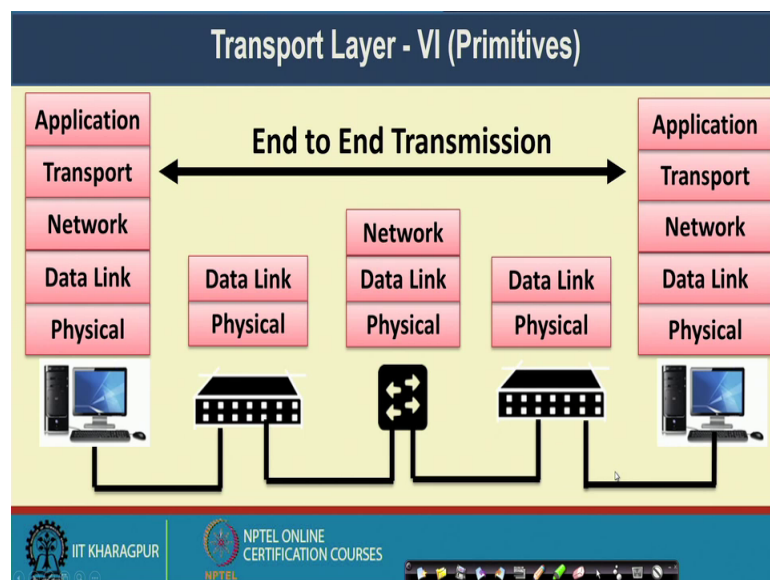 Transport Layer - VI (Primitives)
Application
Transport
Network
Data Link
Physical
End to End Transmission
Data Link
Physical
Network
Data Link
Physical
Data Link
Physical
Application
Transport
Network
Data Link
Physical
IIT KHARAGPUR
NPTEL
NPTEL ONLINE
CERTIFICATION COURSES